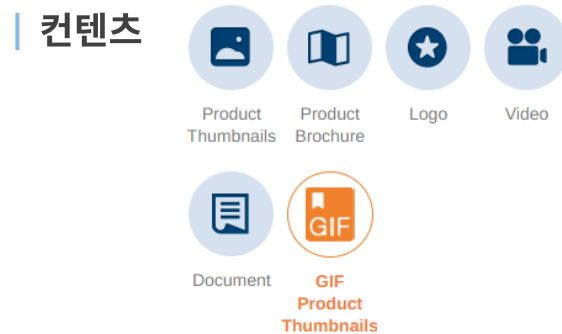 컨텐츠
Product
Thumbnails
Product
Brochure
Logo
Video
Document
GIF
GIF
Product
Thumbnails